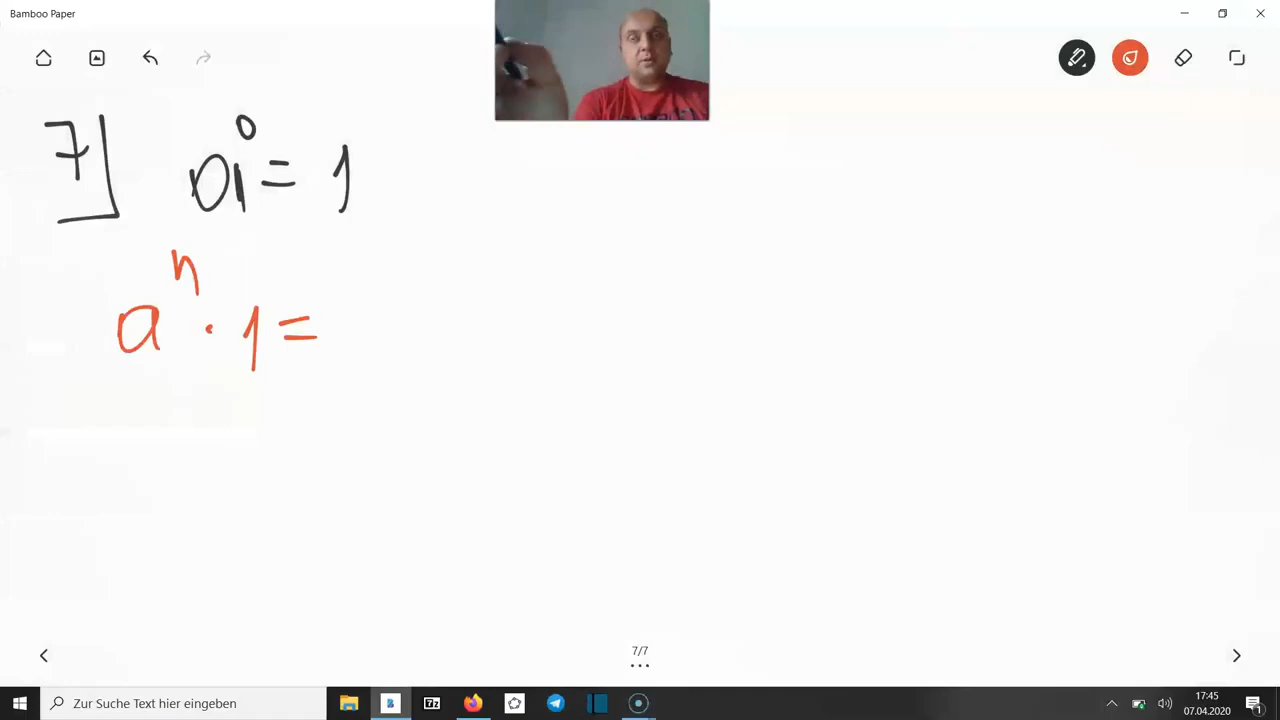 Bamboo Paper
7] a⁰ = 1
aⁿ · 1 =
7/7
Zur Suche Text hier eingeben
7z
17:45
07.04.2020
1